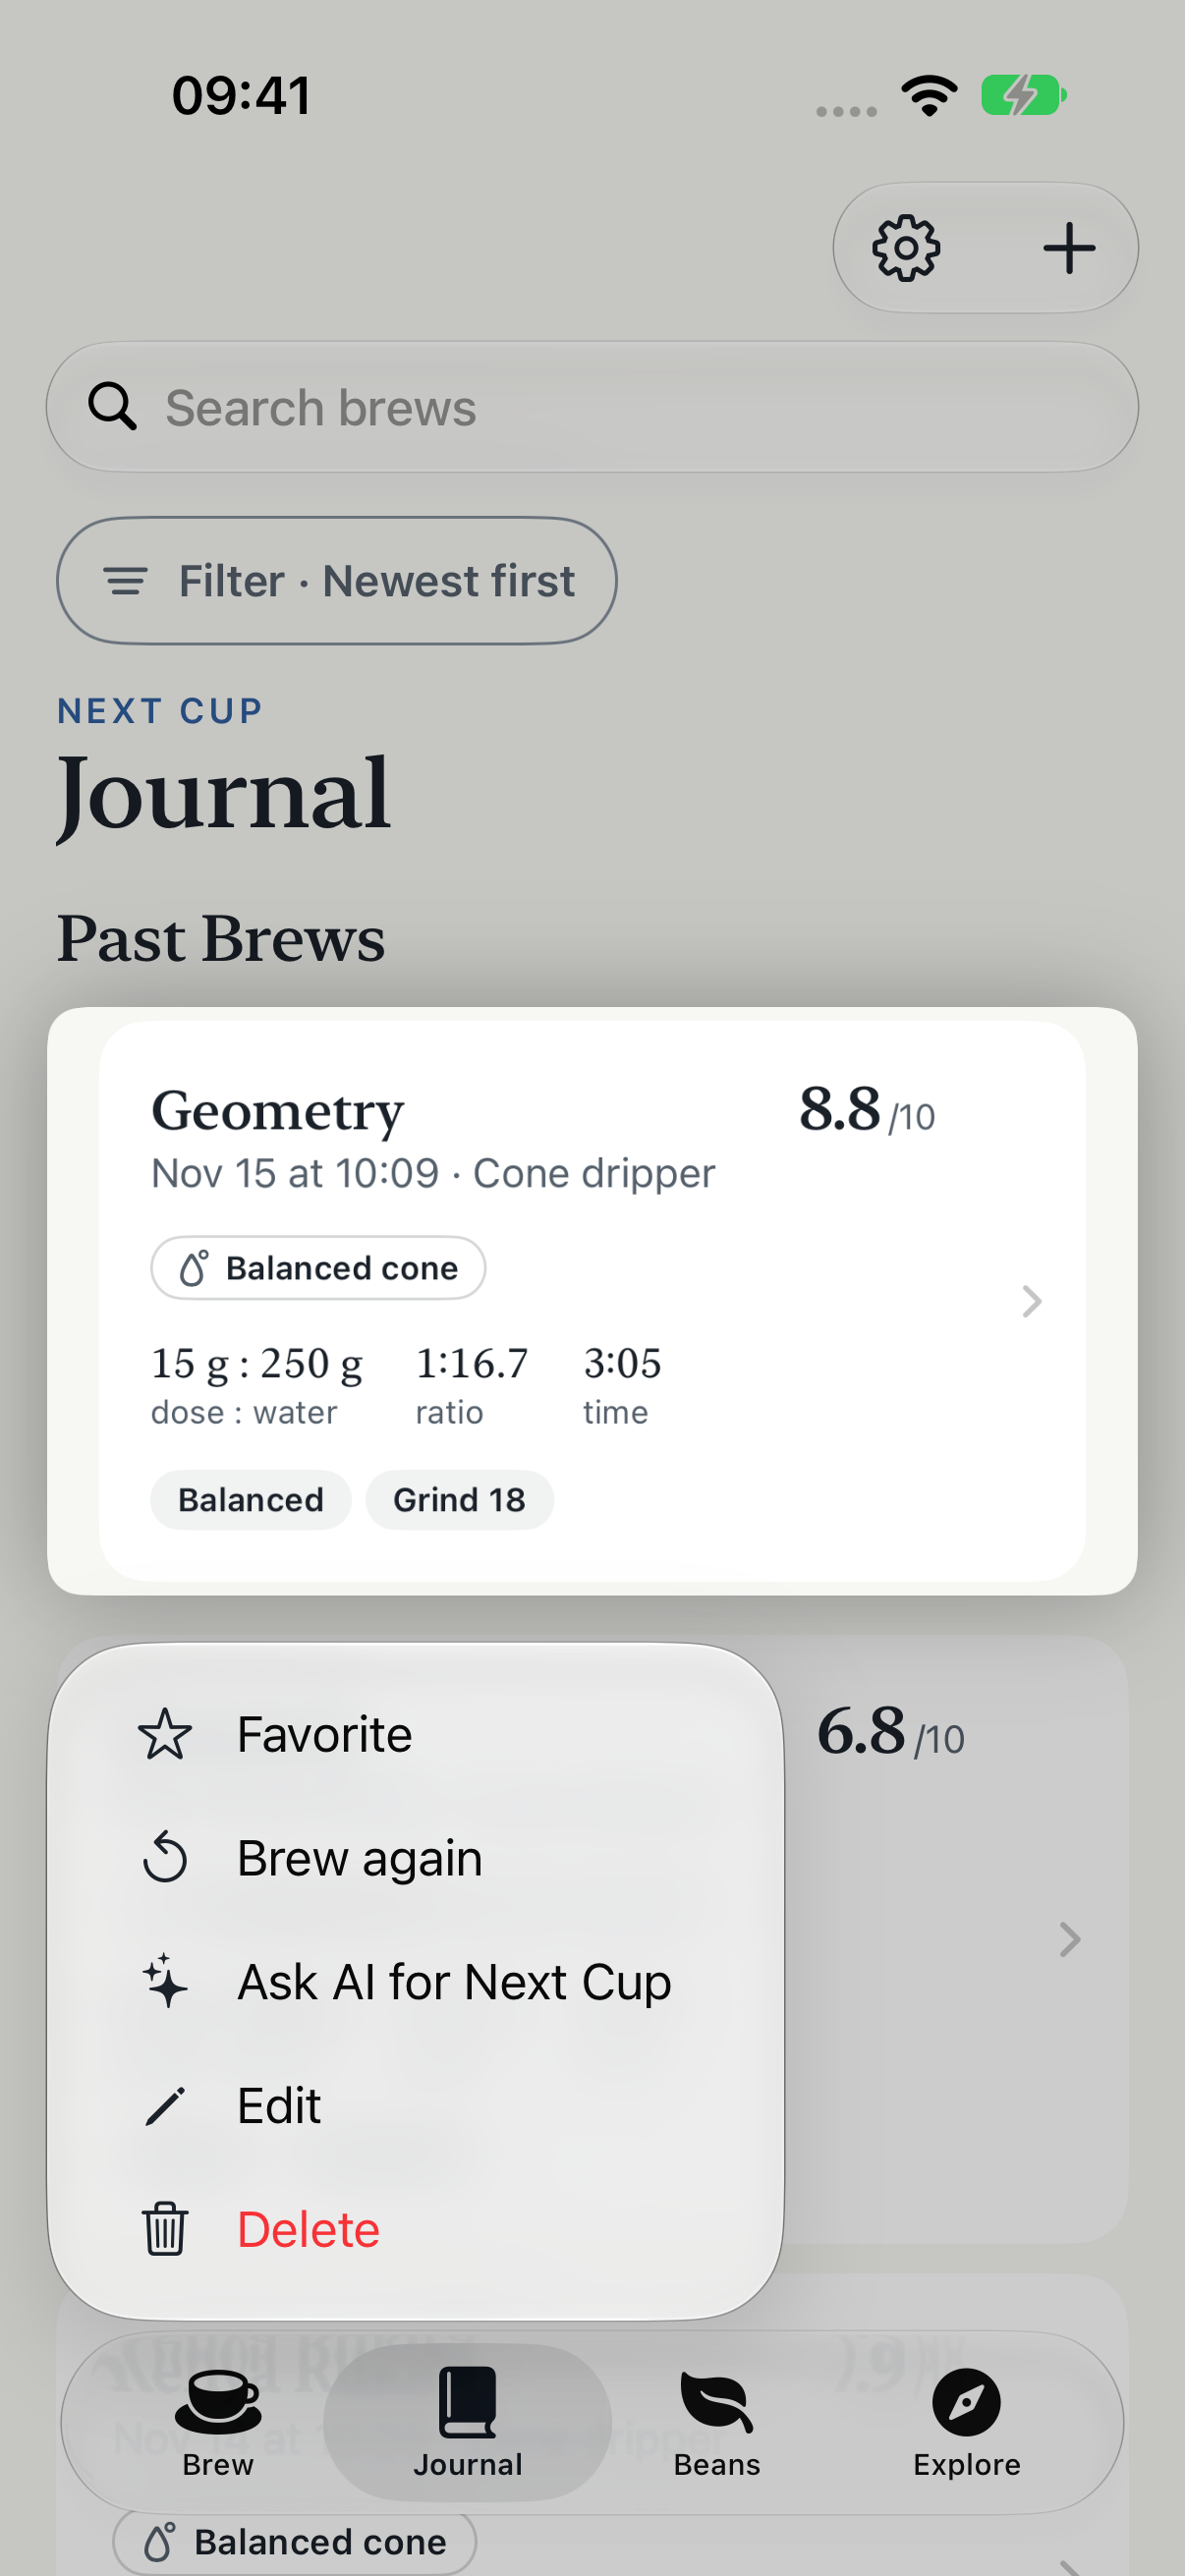 09:41
Search brews
Filter · Newest first
NEXT CUP
Journal
Past Brews
Geometry 8.8 /10
Nov 15 at 10:09 · Cone dripper
Balanced cone
15 g : 250 g 1:16.7 3:05
dose : water ratio time
Balanced Grind 18
6.8 /10
Favorite
Brew again
Ask AI for Next Cup
Edit
Delete
Nov 14 at
Brew Journal Beans Explore
Balanced cone